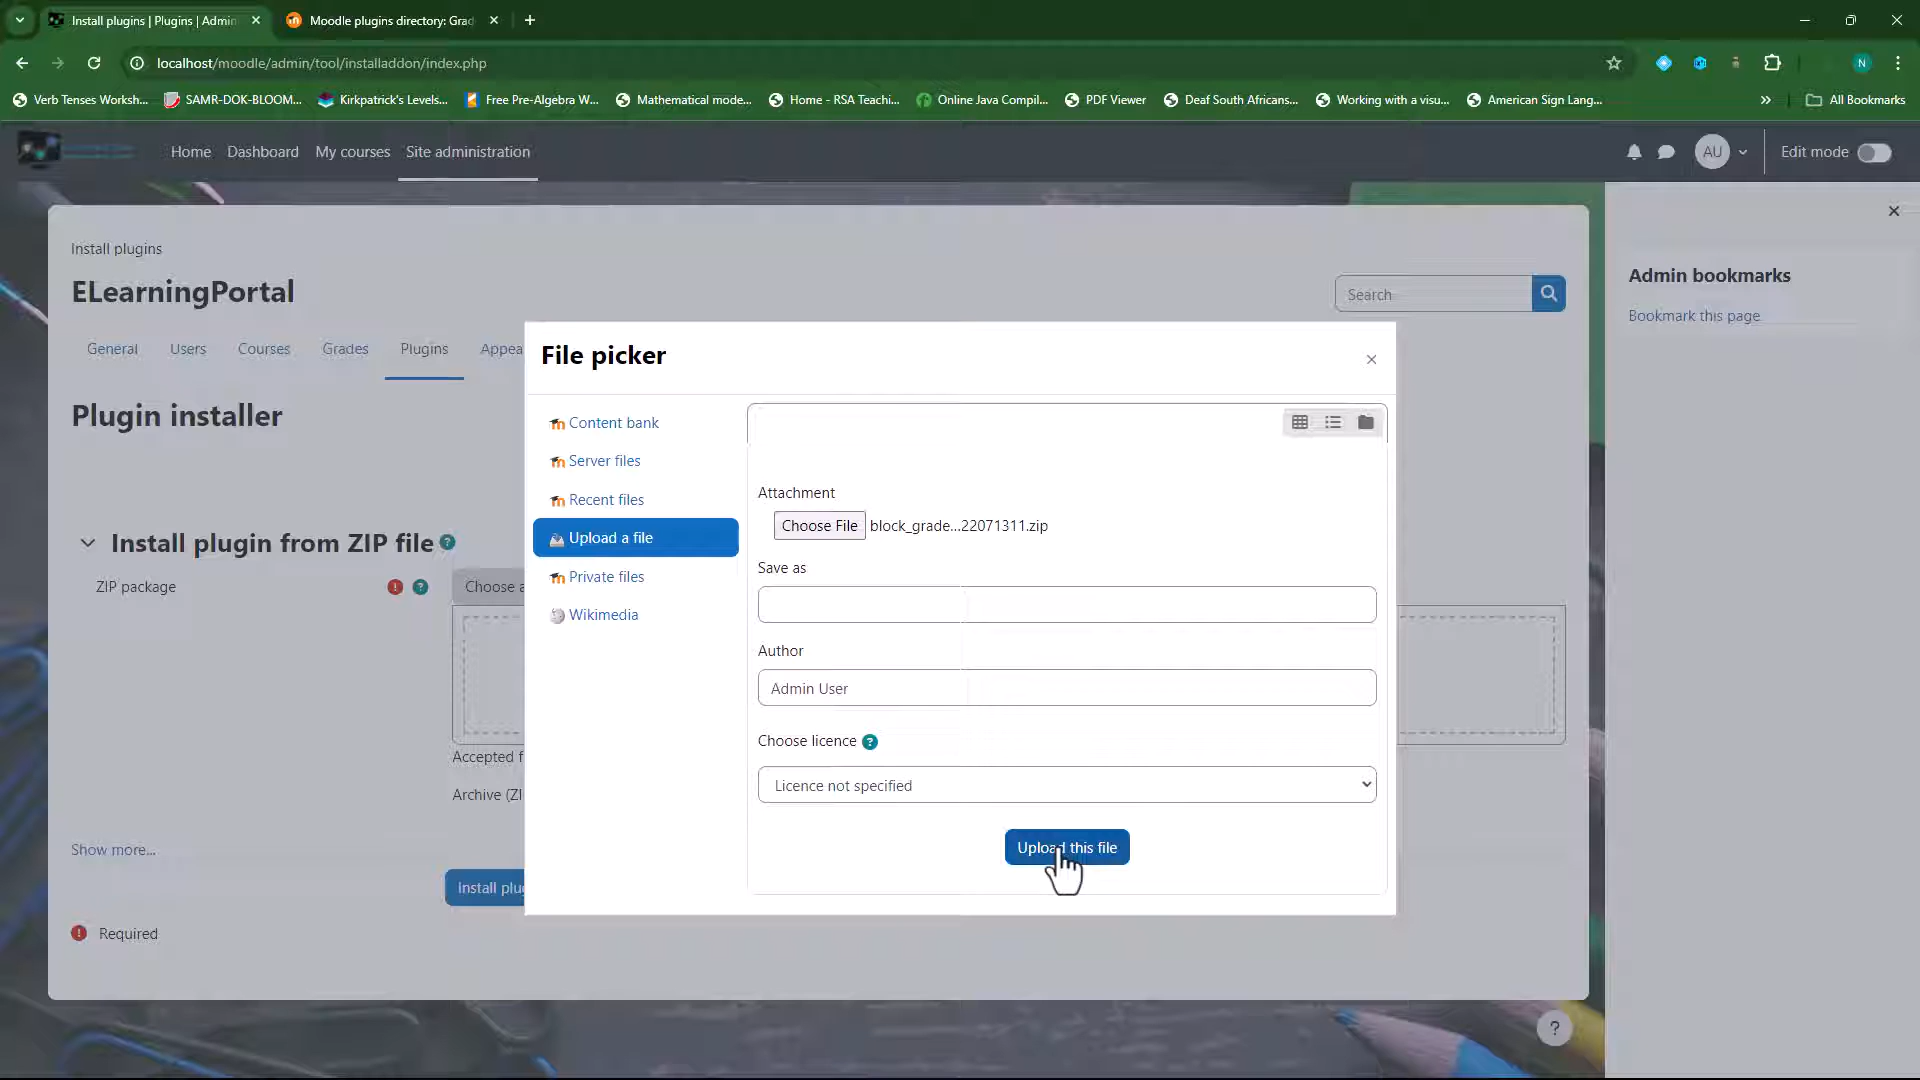 Install plugins | Plugins | Admin
Moodle plugins directory: Grad
localhost/moodle/admin/tool/installaddon/index.php
N
Verb Tenses Worksh...
SAMR-DOK-BLOOM...
Kirkpatrick's Levels...
Free Pre-Algebra W...
Mathematical mode...
Home - RSA Teachi...
Online Java Compil...
PDF Viewer
Deaf South Africans...
Working with a visu...
American Sign Lang...
All Bookmarks
Home
Dashboard
My courses
Site administration
AU
Edit mode
Install plugins
ELearningPortal
Search
Admin bookmarks
Bookmark this page
General
Users
Courses
Grades
Plugins
Appea
File picker
Plugin installer
Content bank
Server files
Recent files
Upload a file
Private files
Wikimedia
Attachment
Choose File block_grade...22071311.zip
Save as
Author
Admin User
Choose licence
Licence not specified
Upload this file
Install plugin from ZIP file
ZIP package
Choose a
Accepted f
Archive (ZI
Show more...
Install plu
Required